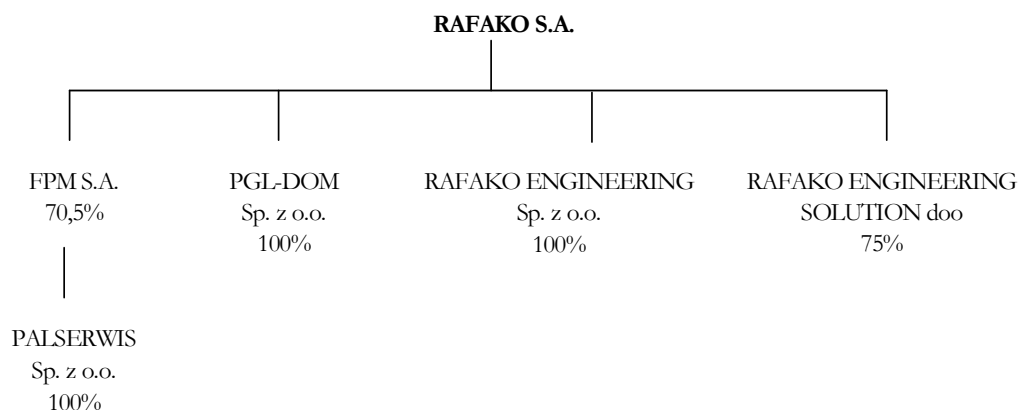 RAFAKO S.A.
FPM S.A.
70,5%
PGL-DOM
Sp. z o.o.
100%
RAFAKO ENGINEERING
Sp. z o.o.
100%
RAFAKO ENGINEERING
SOLUTION doo
75%
PALSERWIS
Sp. z o.o.
100%